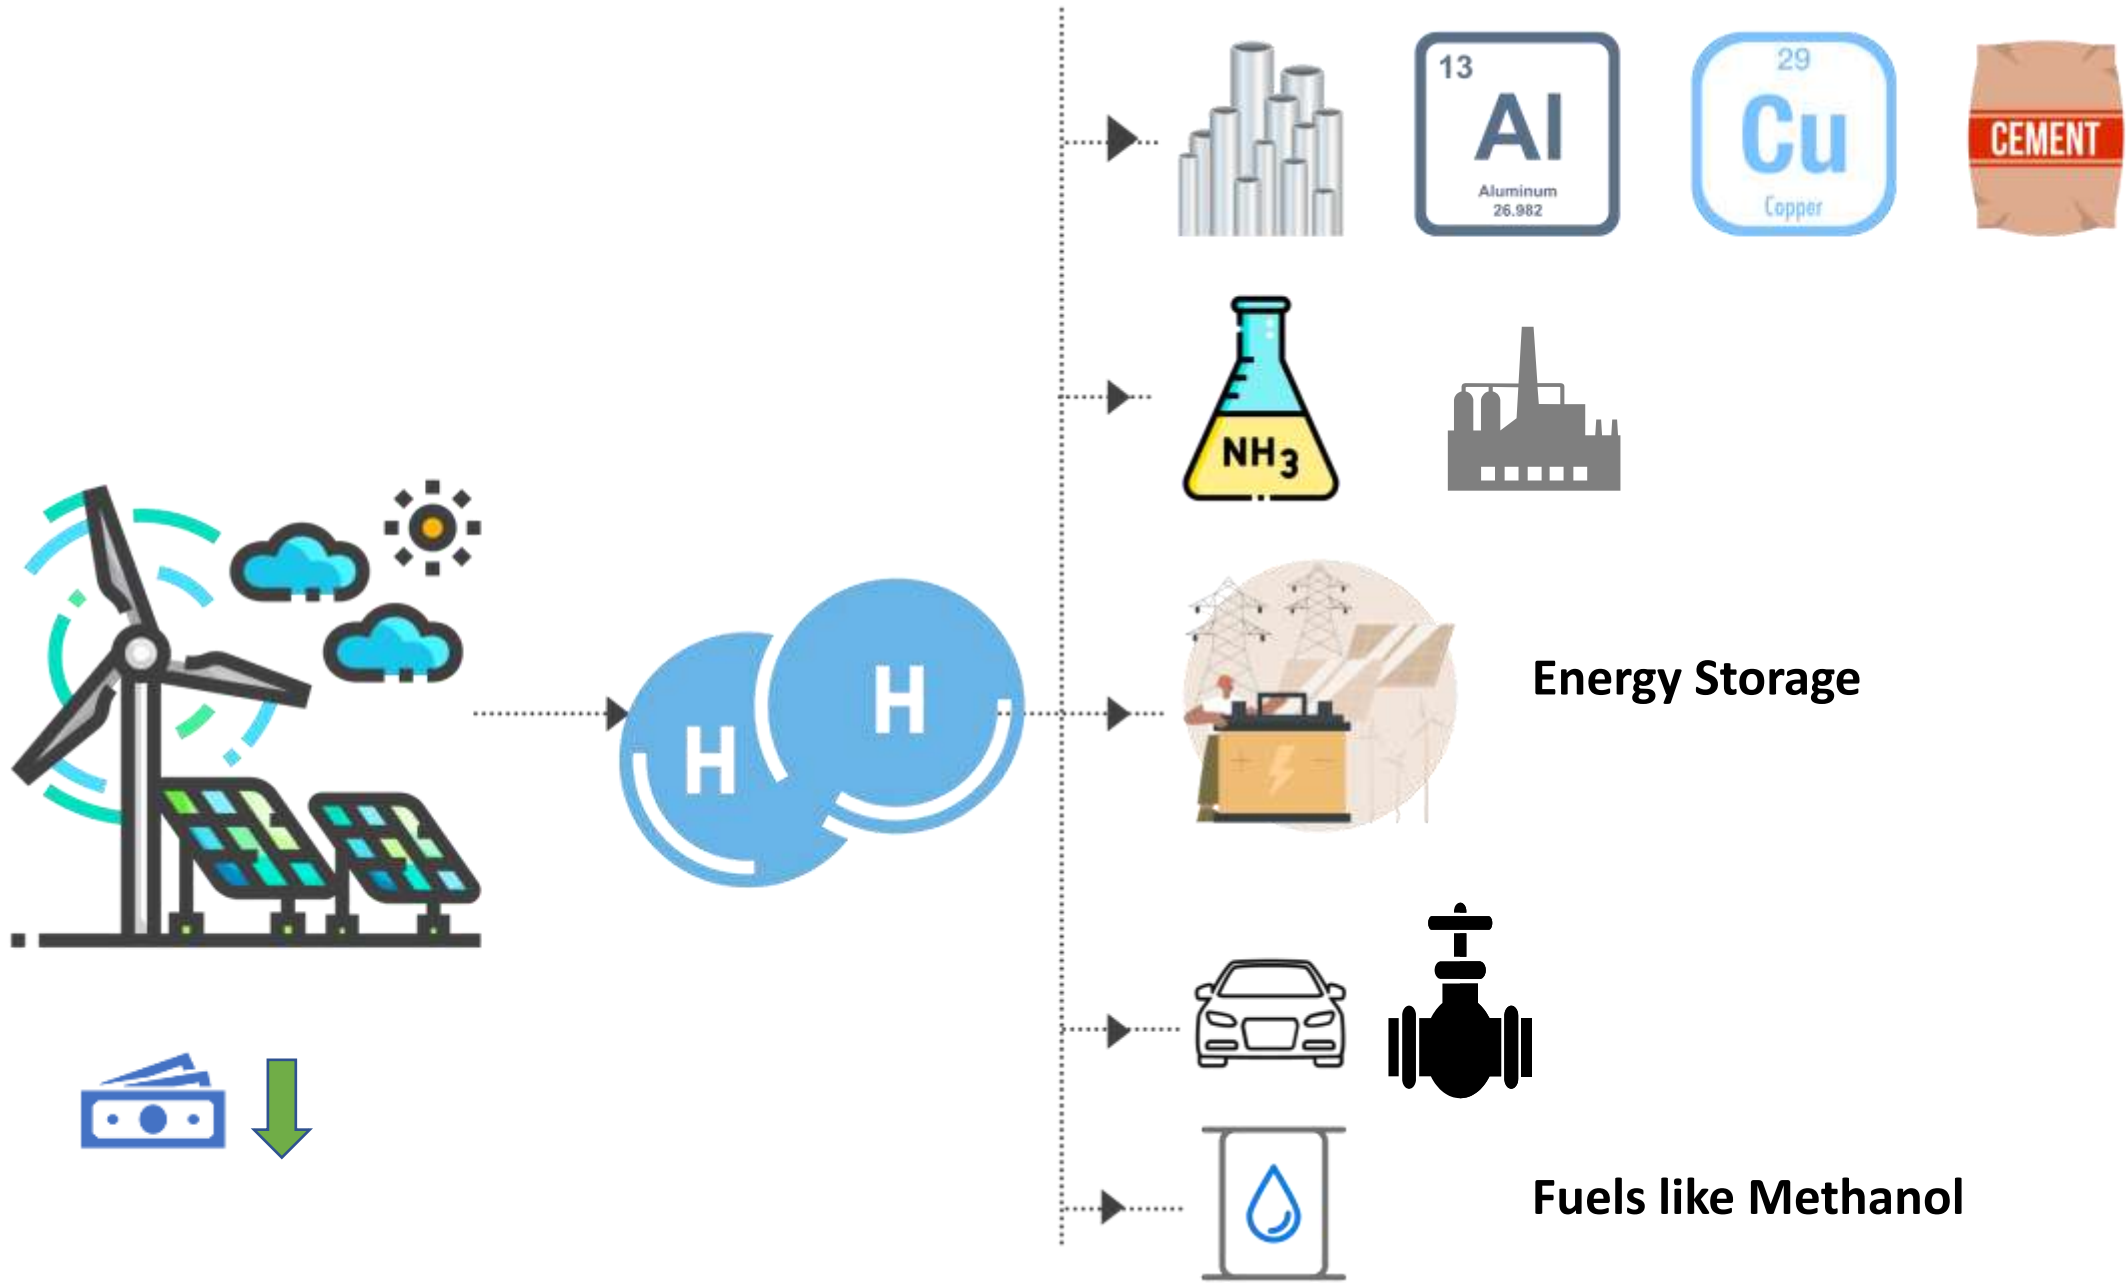 13
Al
Aluminum
26.982
29
Cu
Copper
CEMENT
NH3
H
H
Energy Storage
Fuels like Methanol